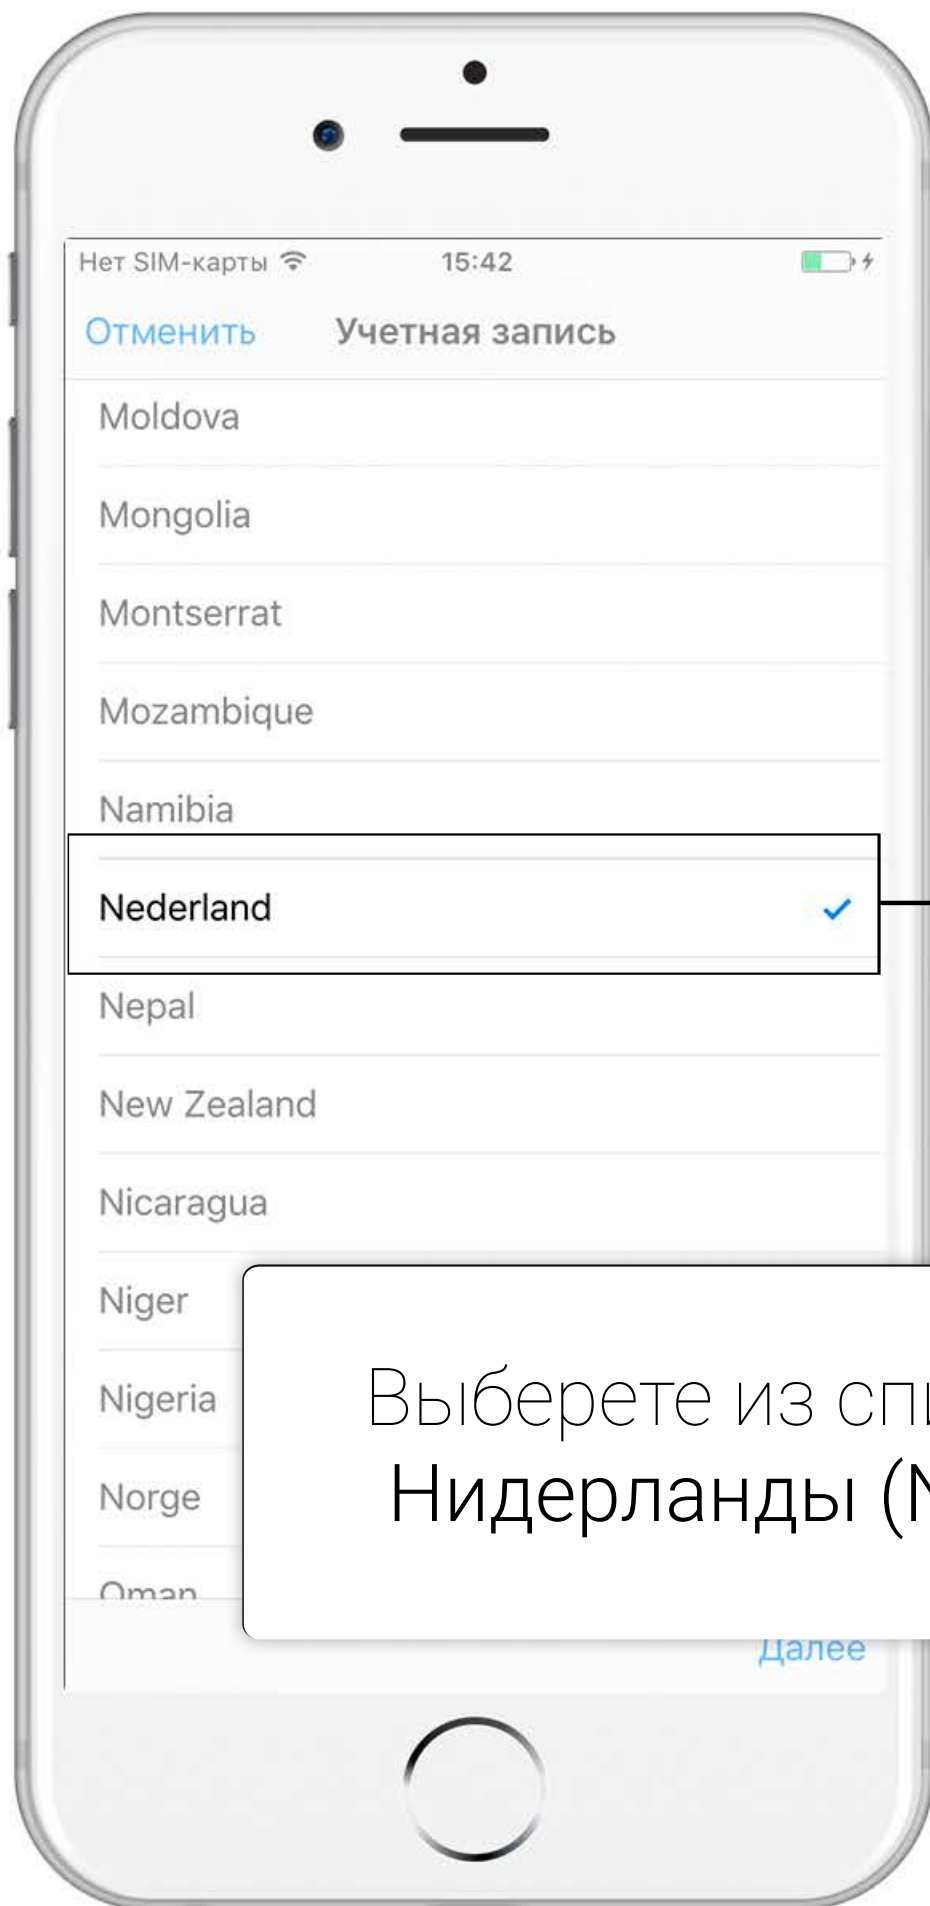 Нет SIM-карты 15:42
Отменить Учетная запись
Moldova
Mongolia
Montserrat
Mozambique
Namibia
Nederland
Nepal
New Zealand
Nicaragua
Niger
Nigeria
Norge
Oman
Выберете из спи
Нидерланды (N
Далее